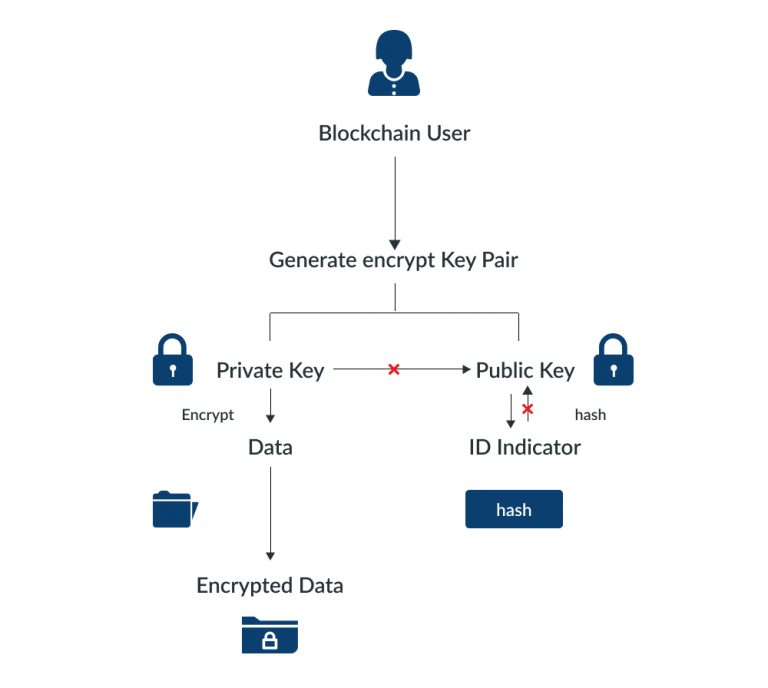 Blockchain User
Generate encrypt Key Pair
Private Key
Public Key
Encrypt
hash
Data
ID Indicator
hash
Encrypted Data